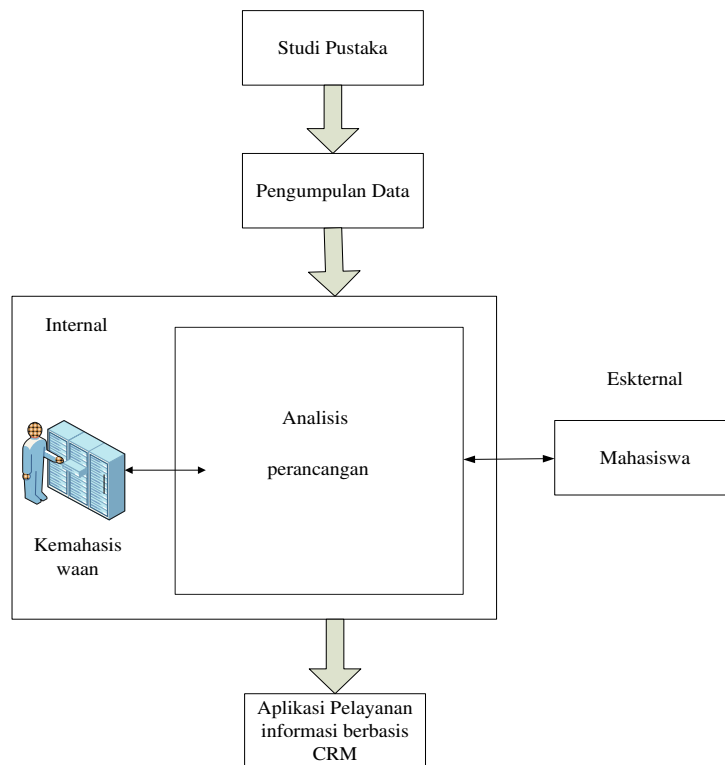 Studi Pustaka
Pengumpulan Data
Internal
Analisis
perancangan
Kemahasis
waan
Eskternal
Mahasiswa
Aplikasi Pelayanan
informasi berbasis
CRM